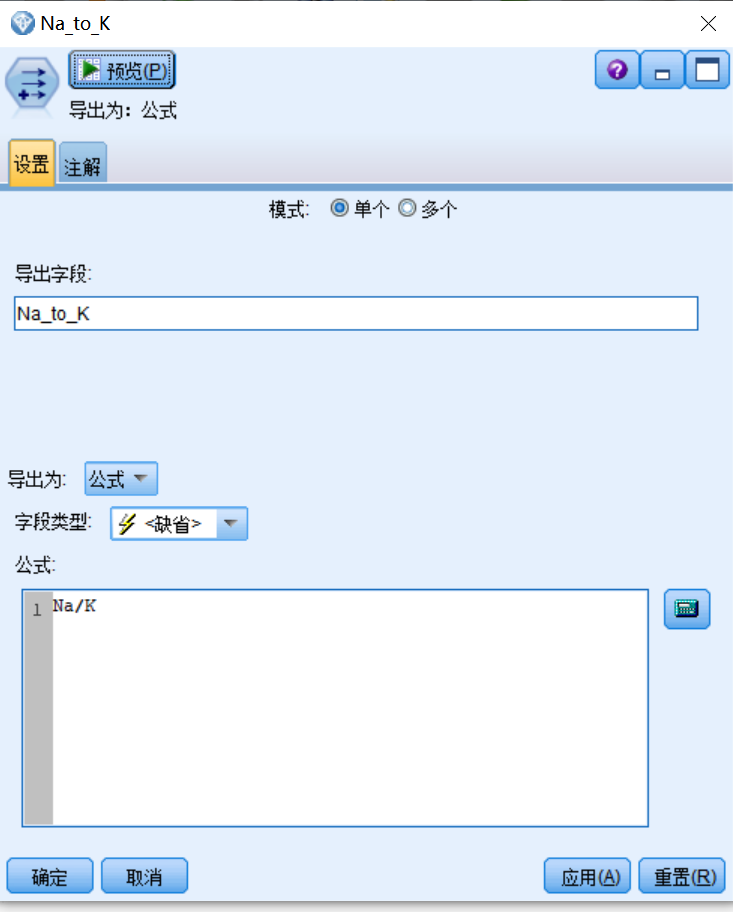 Na_to_K
预览(P)
导出为: 公式
设置 注解
模式: 单个 多个
导出字段:
Na_to_K
导出为: 公式
字段类型: <缺省>
公式:
1 Na/K
确定 取消 应用(A) 重置(R)